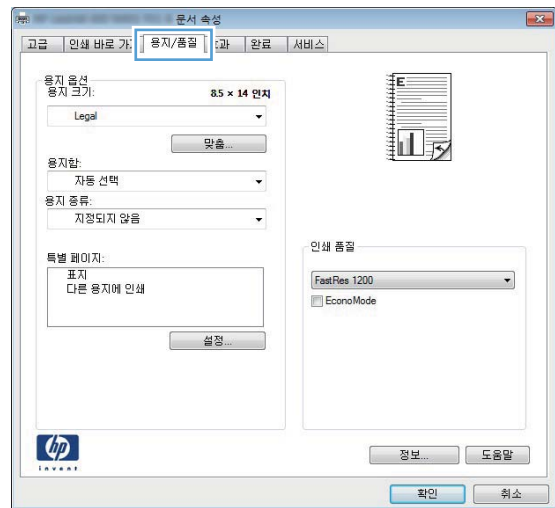 문서 속성
고급 인쇄 바로 가 용지/품질 효과 완료 서비스
용지 옵션
용지 크기: 8.5 × 14 인치
Legal
맞춤...
용지함:
자동 선택
용지 종류:
지정되지 않음
특별 페이지:
표지
다른 용지에 인쇄
설정...
E
인쇄 품질
FastRes 1200
EconoMode
hp
invent
정보... 도움말
확인 취소